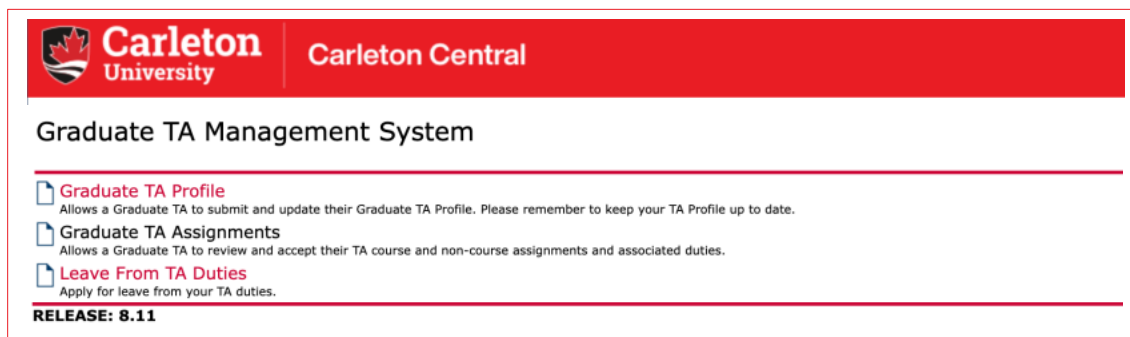 Carleton
University
Carleton Central
Graduate TA Management System
Graduate TA Profile
Allows a Graduate TA to submit and update their Graduate TA Profile. Please remember to keep your TA Profile up to date.
Graduate TA Assignments
Allows a Graduate TA to review and accept their TA course and non-course assignments and associated duties.
Leave From TA Duties
Apply for leave from your TA duties.
RELEASE: 8.11